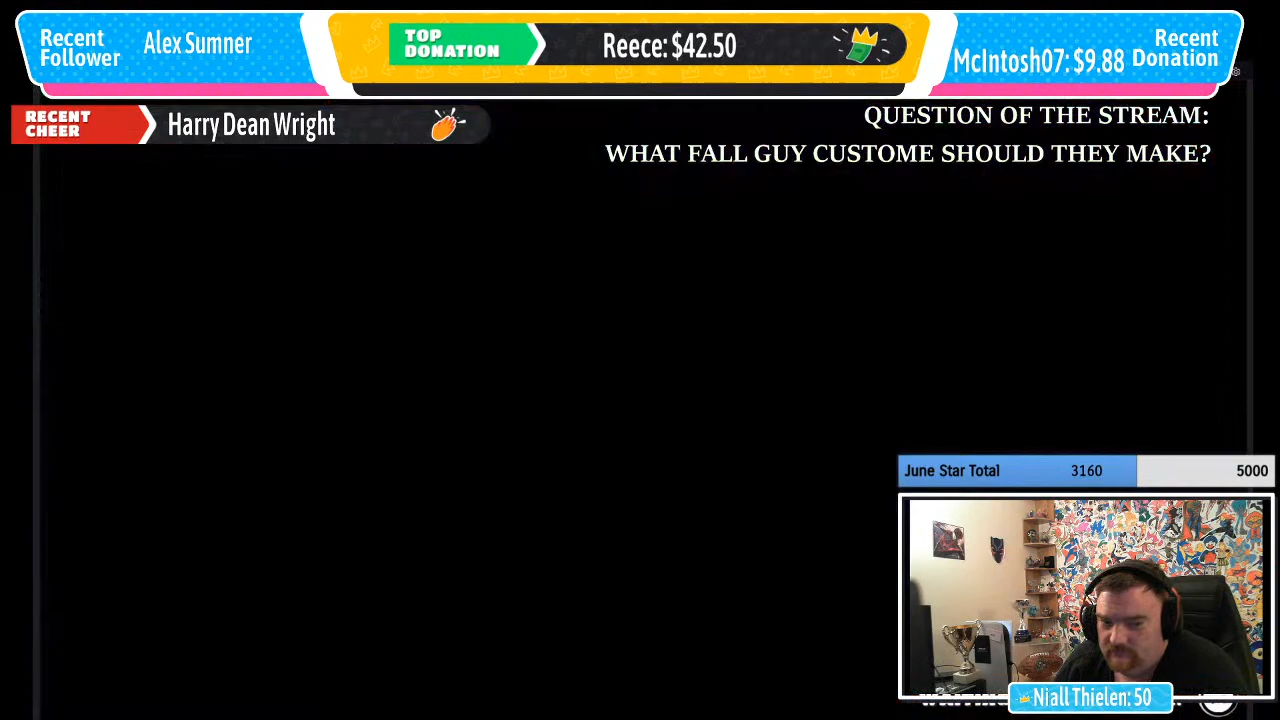 Recent
Follower
Alex Sumner
TOP
DONATION
Reece: $42.50
McIntosh07: $9.88
Recent
Donation
RECENT
CHEER
Harry Dean Wright
QUESTION OF THE STREAM:
WHAT FALL GUY CUSTOME SHOULD THEY MAKE?
June Star Total
3160
5000
Niall Thielen: 50